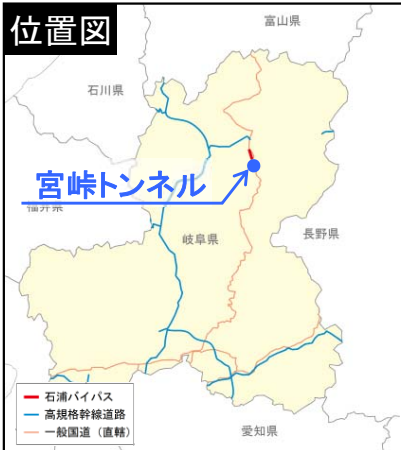 位置図
富山県
石川県
宮峠トンネル
福井県
長野県
岐阜県
石浦バイパス
高規格幹線道路
一般国道（直轄）
愛知県